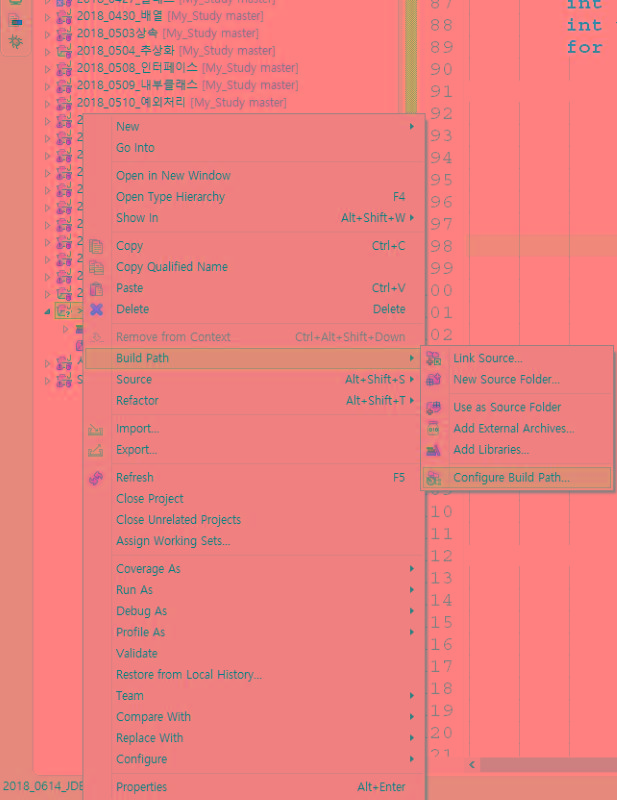 2018_0430_배열 [My_Study master]
2018_0503상속 [My_Study master]
2018_0504_추상화 [My_Study master]
2018_0508_인터페이스 [My_Study master]
2018_0509_내부클래스 [My_Study master]
2018_0510_예외처리 [My_Study master]
New
Go Into
Open in New Window
Open Type Hierarchy F4
Show In Alt+Shift+W
Copy Ctrl+C
Copy Qualified Name
Paste Ctrl+V
Delete Delete
Remove from Context Ctrl+Alt+Shift+Down
Build Path
Source Alt+Shift+S
Refactor Alt+Shift+T
Import...
Export...
Refresh F5
Close Project
Close Unrelated Projects
Assign Working Sets...
Coverage As
Run As
Debug As
Profile As
Validate
Restore from Local History...
Team
Compare With
Replace With
Configure
Properties Alt+Enter
Link Source...
New Source Folder...
Use as Source Folder
Add External Archives...
Add Libraries...
Configure Build Path...
87 int
88 int
89 for
90
91
92
93
94
95
96
97
98
99
00
01
02
10
11
12
13
14
15
16
17
18
19
20
21
2018_0614_JDB